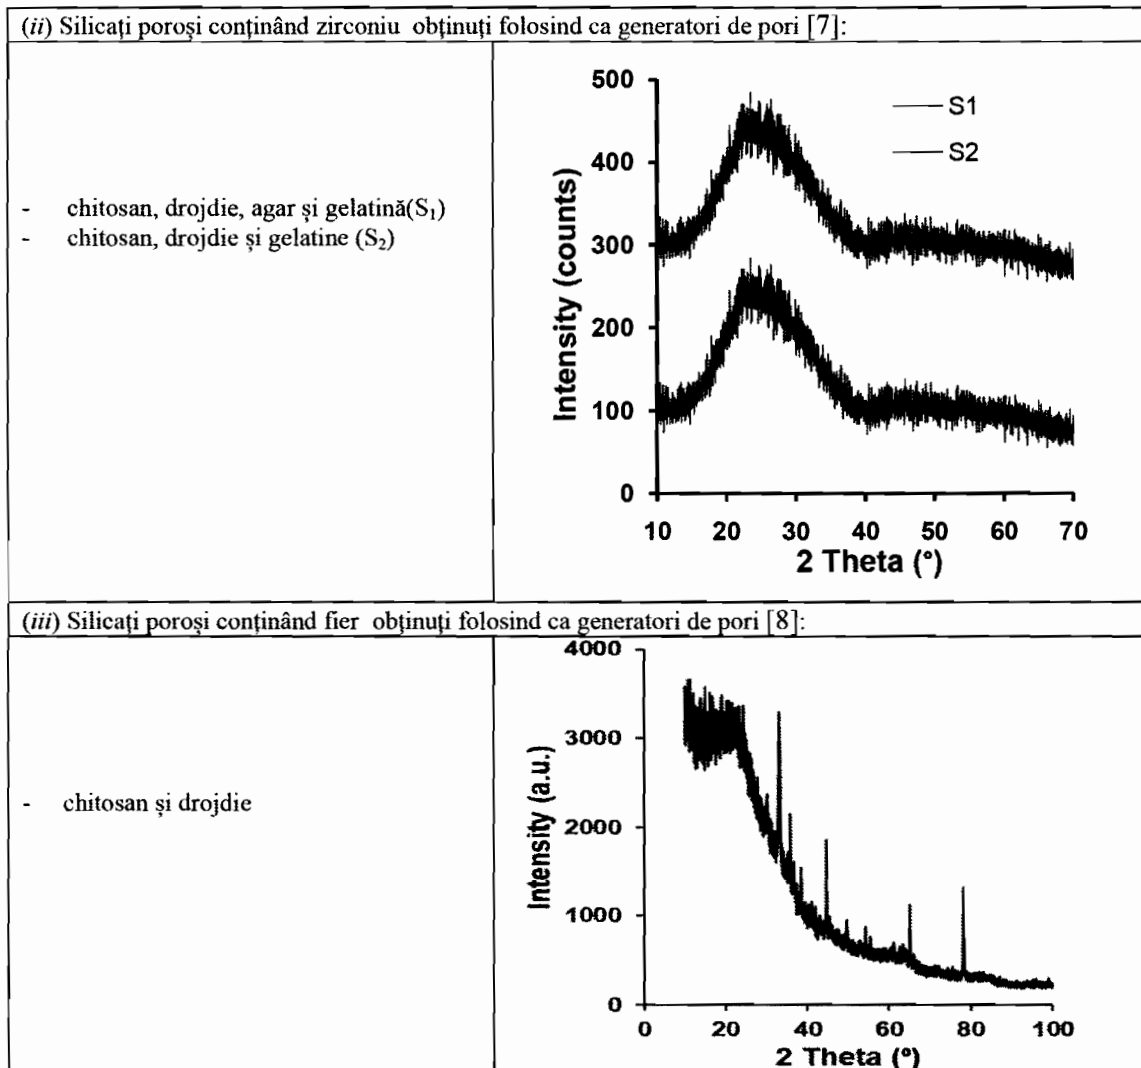 (ii) Silicați poroși conținând zirconiu obținuți folosind ca generatori de pori [7]:
- chitosan, drojdie, agar și gelatină(S1)
- chitosan, drojdie și gelatine (S2)
500
400
300
200
100
0
Intensity (counts)
S1
S2
10 20 30 40 50 60 70
2 Theta (°)
(iii) Silicați poroși conținând fier obținuți folosind ca generatori de pori [8]:
- chitosan și drojdie
4000
3000
2000
1000
0
Intensity (a.u.)
0 20 40 60 80 100
2 Theta (º)